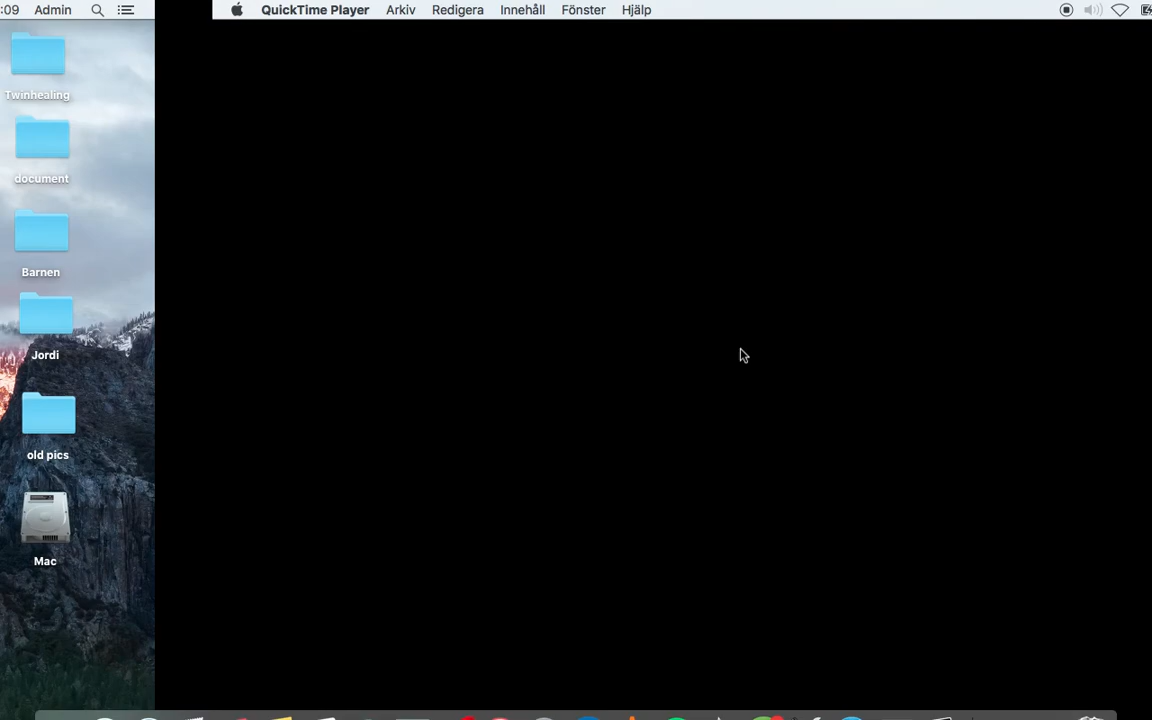 :09 Admin
QuickTime Player Arkiv Redigera Innehåll Fönster Hjälp
Twinhealing
document
Barnen
Jordi
old pics
Mac